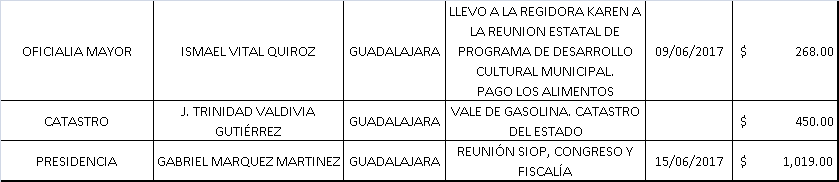 OFICIALIA MAYOR ISMAEL VITAL QUIROZ GUADALAJARA LLEVO A LA REGIDORA KAREN A
LA REUNION ESTATAL DE
PROGRAMA DE DESARROLLO
CULTURAL MUNICIPAL.
PAGO LOS ALIMENTOS 09/06/2017 $ 268.00
CATASTRO J. TRINIDAD VALDIVIA
GUTIÉRREZ GUADALAJARA VALE DE GASOLINA. CATASTRO
DEL ESTADO $ 450.00
PRESIDENCIA GABRIEL MARQUEZ MARTINEZ GUADALAJARA REUNIÓN SIOP, CONGRESO Y
FISCALÍA 15/06/2017 $ 1,019.00